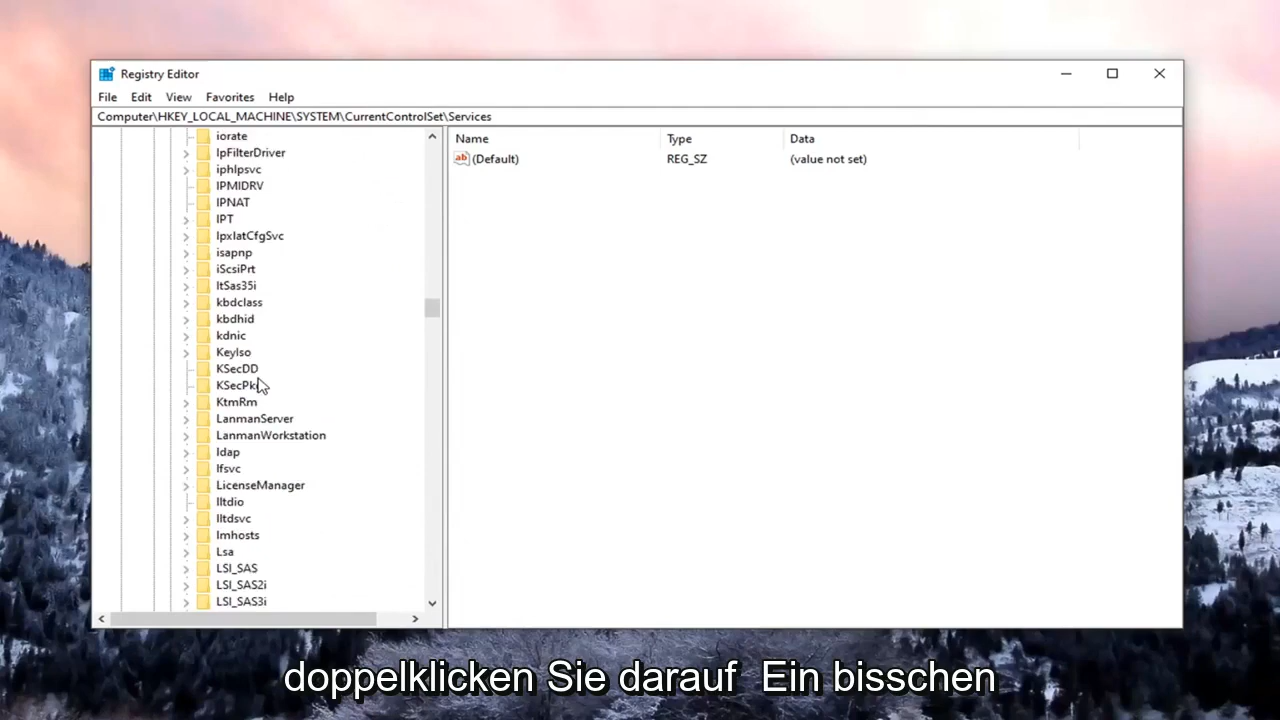 Registry Editor
File Edit View Favorites Help
Computer\HKEY_LOCAL_MACHINE\SYSTEM\CurrentControlSet\Services
Name Type Data
(Default) REG_SZ (value not set)
iorate
IpFilterDriver
iphlpsvc
IPMIDRV
IPNAT
IPT
IpxlatCfgSvc
isapnp
iScsiPrt
ItSas35i
kbdclass
kbdhid
kdnic
KeyIso
KSecDD
KtmRm
LanmanServer
LanmanWorkstation
ldap
lfsvc
LicenseManager
lltdio
lltdsvc
lmhosts
Lsa
LSI_SAS
LSI_SAS2i
LSI_SAS3i
doppelklicken Sie darauf Ein bisschen